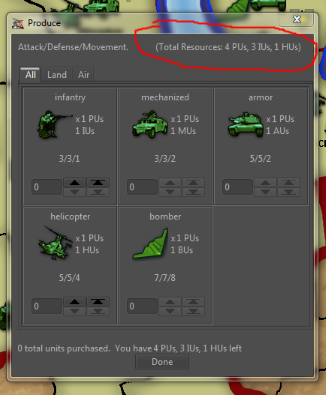 Produce
Attack/Defense/Movement. (Total Resources: 4 PUs, 3 IUs, 1 HUs)
All Land Air
infantry mechanized armor
x 1 PUs x 1 PUs x 1 PUs
1 IUs 1 MUs 1 AUs
3/3/1 3/3/2 5/5/2
0 0 0
helicopter bomber
x 1 PUs x 1 PUs
1 HUs 1 BUs
5/5/4 7/7/8
0 0
0 total units purchased. You have 4 PUs, 3 IUs, 1 HUs left
Done